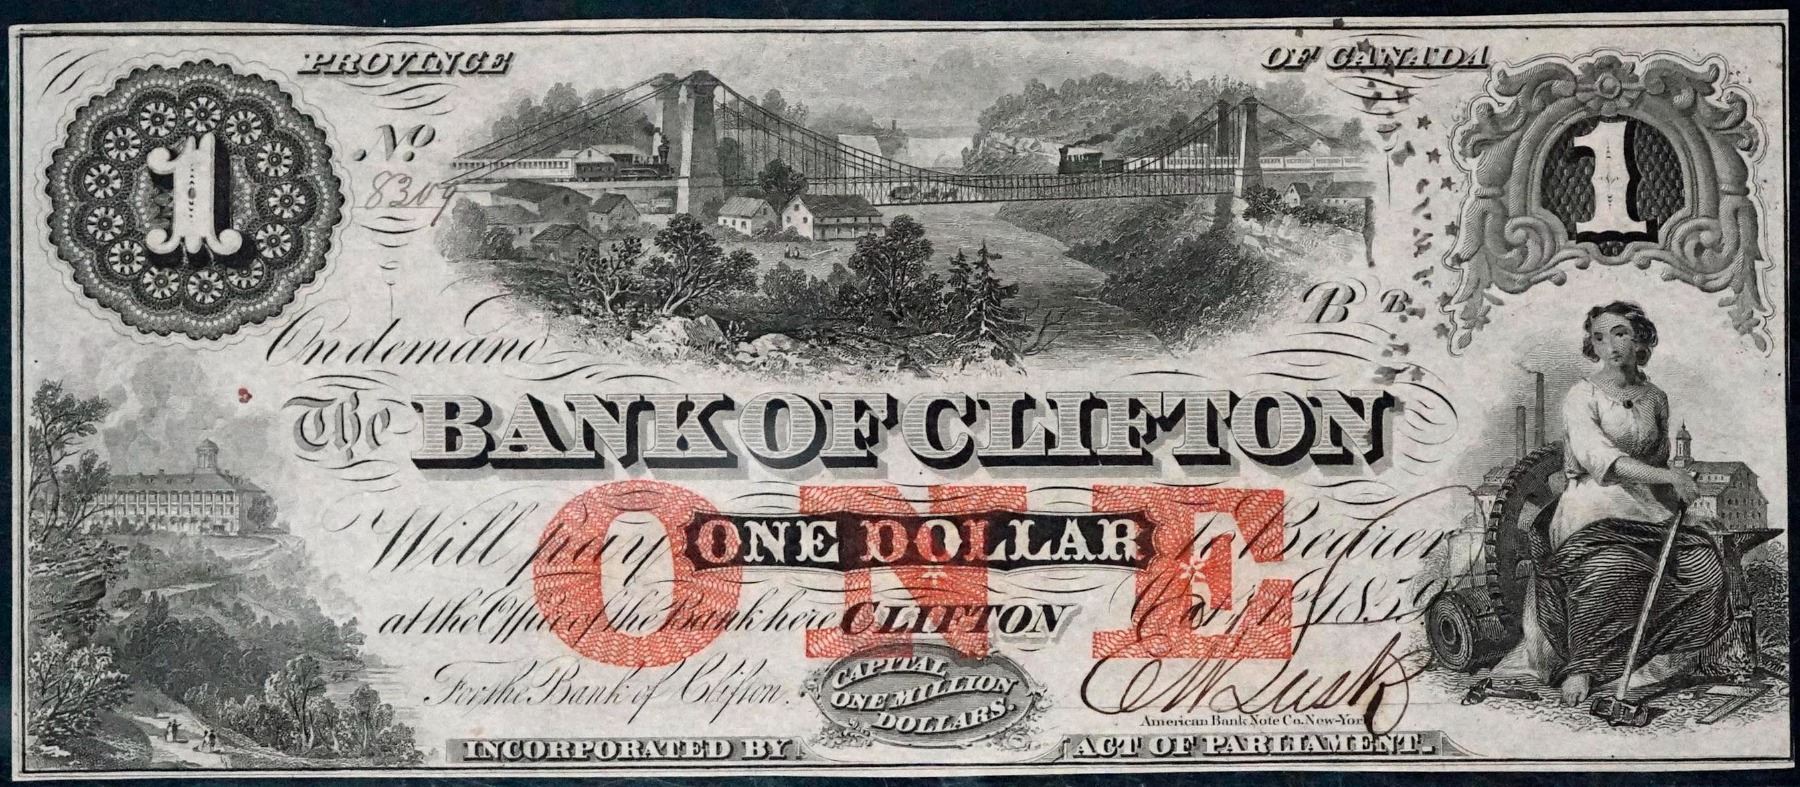 PROVINCE OF CANADA
1
No
8309
1
B B
On demand
The BANK OF CLIFTON
ONE
Will pay ONE DOLLAR to Bearer
at the Office of the Bank here CLIFTON Oct 1st 1859
For the Bank of Clifton.
CAPITAL
ONE MILLION
DOLLARS.
American Bank Note Co. New-York
INCORPORATED BY ACT OF PARLIAMENT.